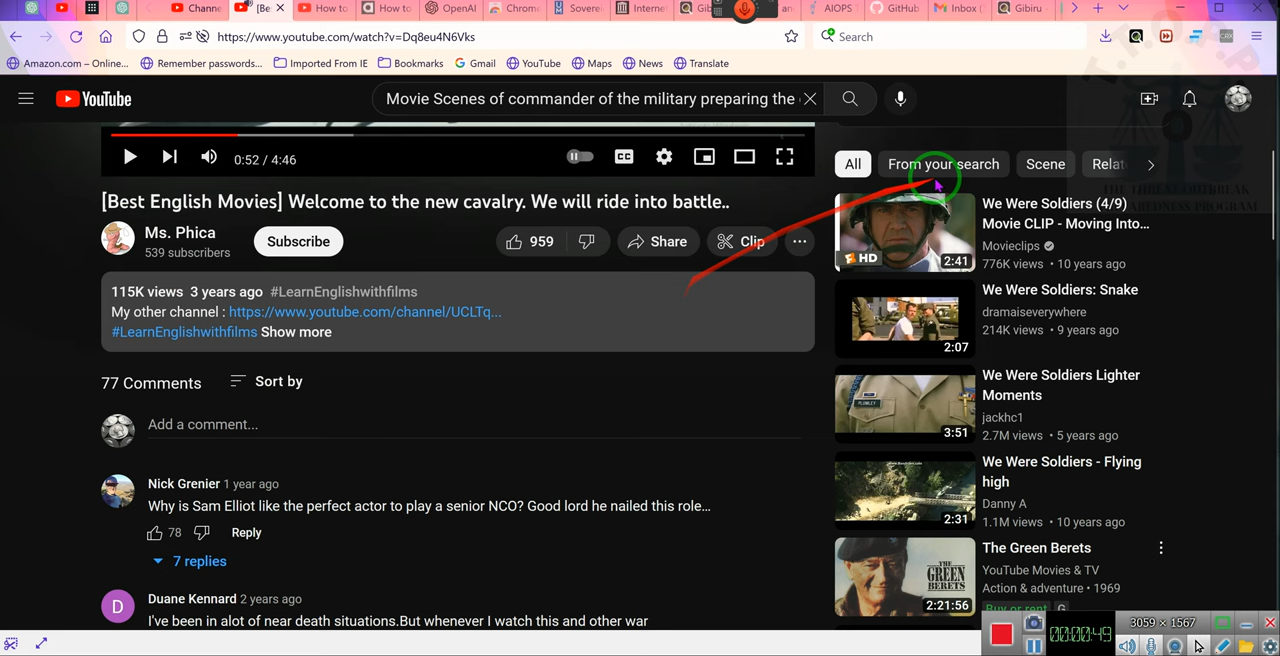 Channe
[Bes
How to
How to
OpenAI
Chrome
Sovere
Internet
Gib
an
AIOPS T
GitHub
Inbox (
Gibiru -
https://www.youtube.com/watch?v=Dq8eu4N6Vks
Search
CRX
Amazon.com – Online...
Remember passwords...
Imported From IE
Bookmarks
Gmail
YouTube
Maps
News
Translate
YouTube
Movie Scenes of commander of the military preparing the
0:52 / 4:46
CC
All
From your search
Scene
Relat
[Best English Movies] Welcome to the new cavalry. We will ride into battle..
Ms. Phica
539 subscribers
Subscribe
959
Share
Clip
115K views 3 years ago #LearnEnglishwithfilms
My other channel : https://www.youtube.com/channel/UCLTq...
#LearnEnglishwithfilms Show more
77 Comments
Sort by
Add a comment...
Nick Grenier 1 year ago
Why is Sam Elliot like the perfect actor to play a senior NCO? Good lord he nailed this role...
78
Reply
7 replies
D
Duane Kennard 2 years ago
I've been in alot of near death situations.But whenever I watch this and other war
HD
2:41
We Were Soldiers (4/9)
Movie CLIP - Moving Into...
Movieclips
776K views • 10 years ago
2:07
We Were Soldiers: Snake
dramaiseverywhere
214K views • 9 years ago
PLUMLEY
3:51
We Were Soldiers Lighter
Moments
jackhc1
2.7M views • 5 years ago
2:31
We Were Soldiers - Flying
high
Danny A
1.1M views • 10 years ago
THE
GREEN
BERETS
2:21:56
The Green Berets
YouTube Movies & TV
Action & adventure • 1969
Buy or rent G
00:00:49
3059 × 1567